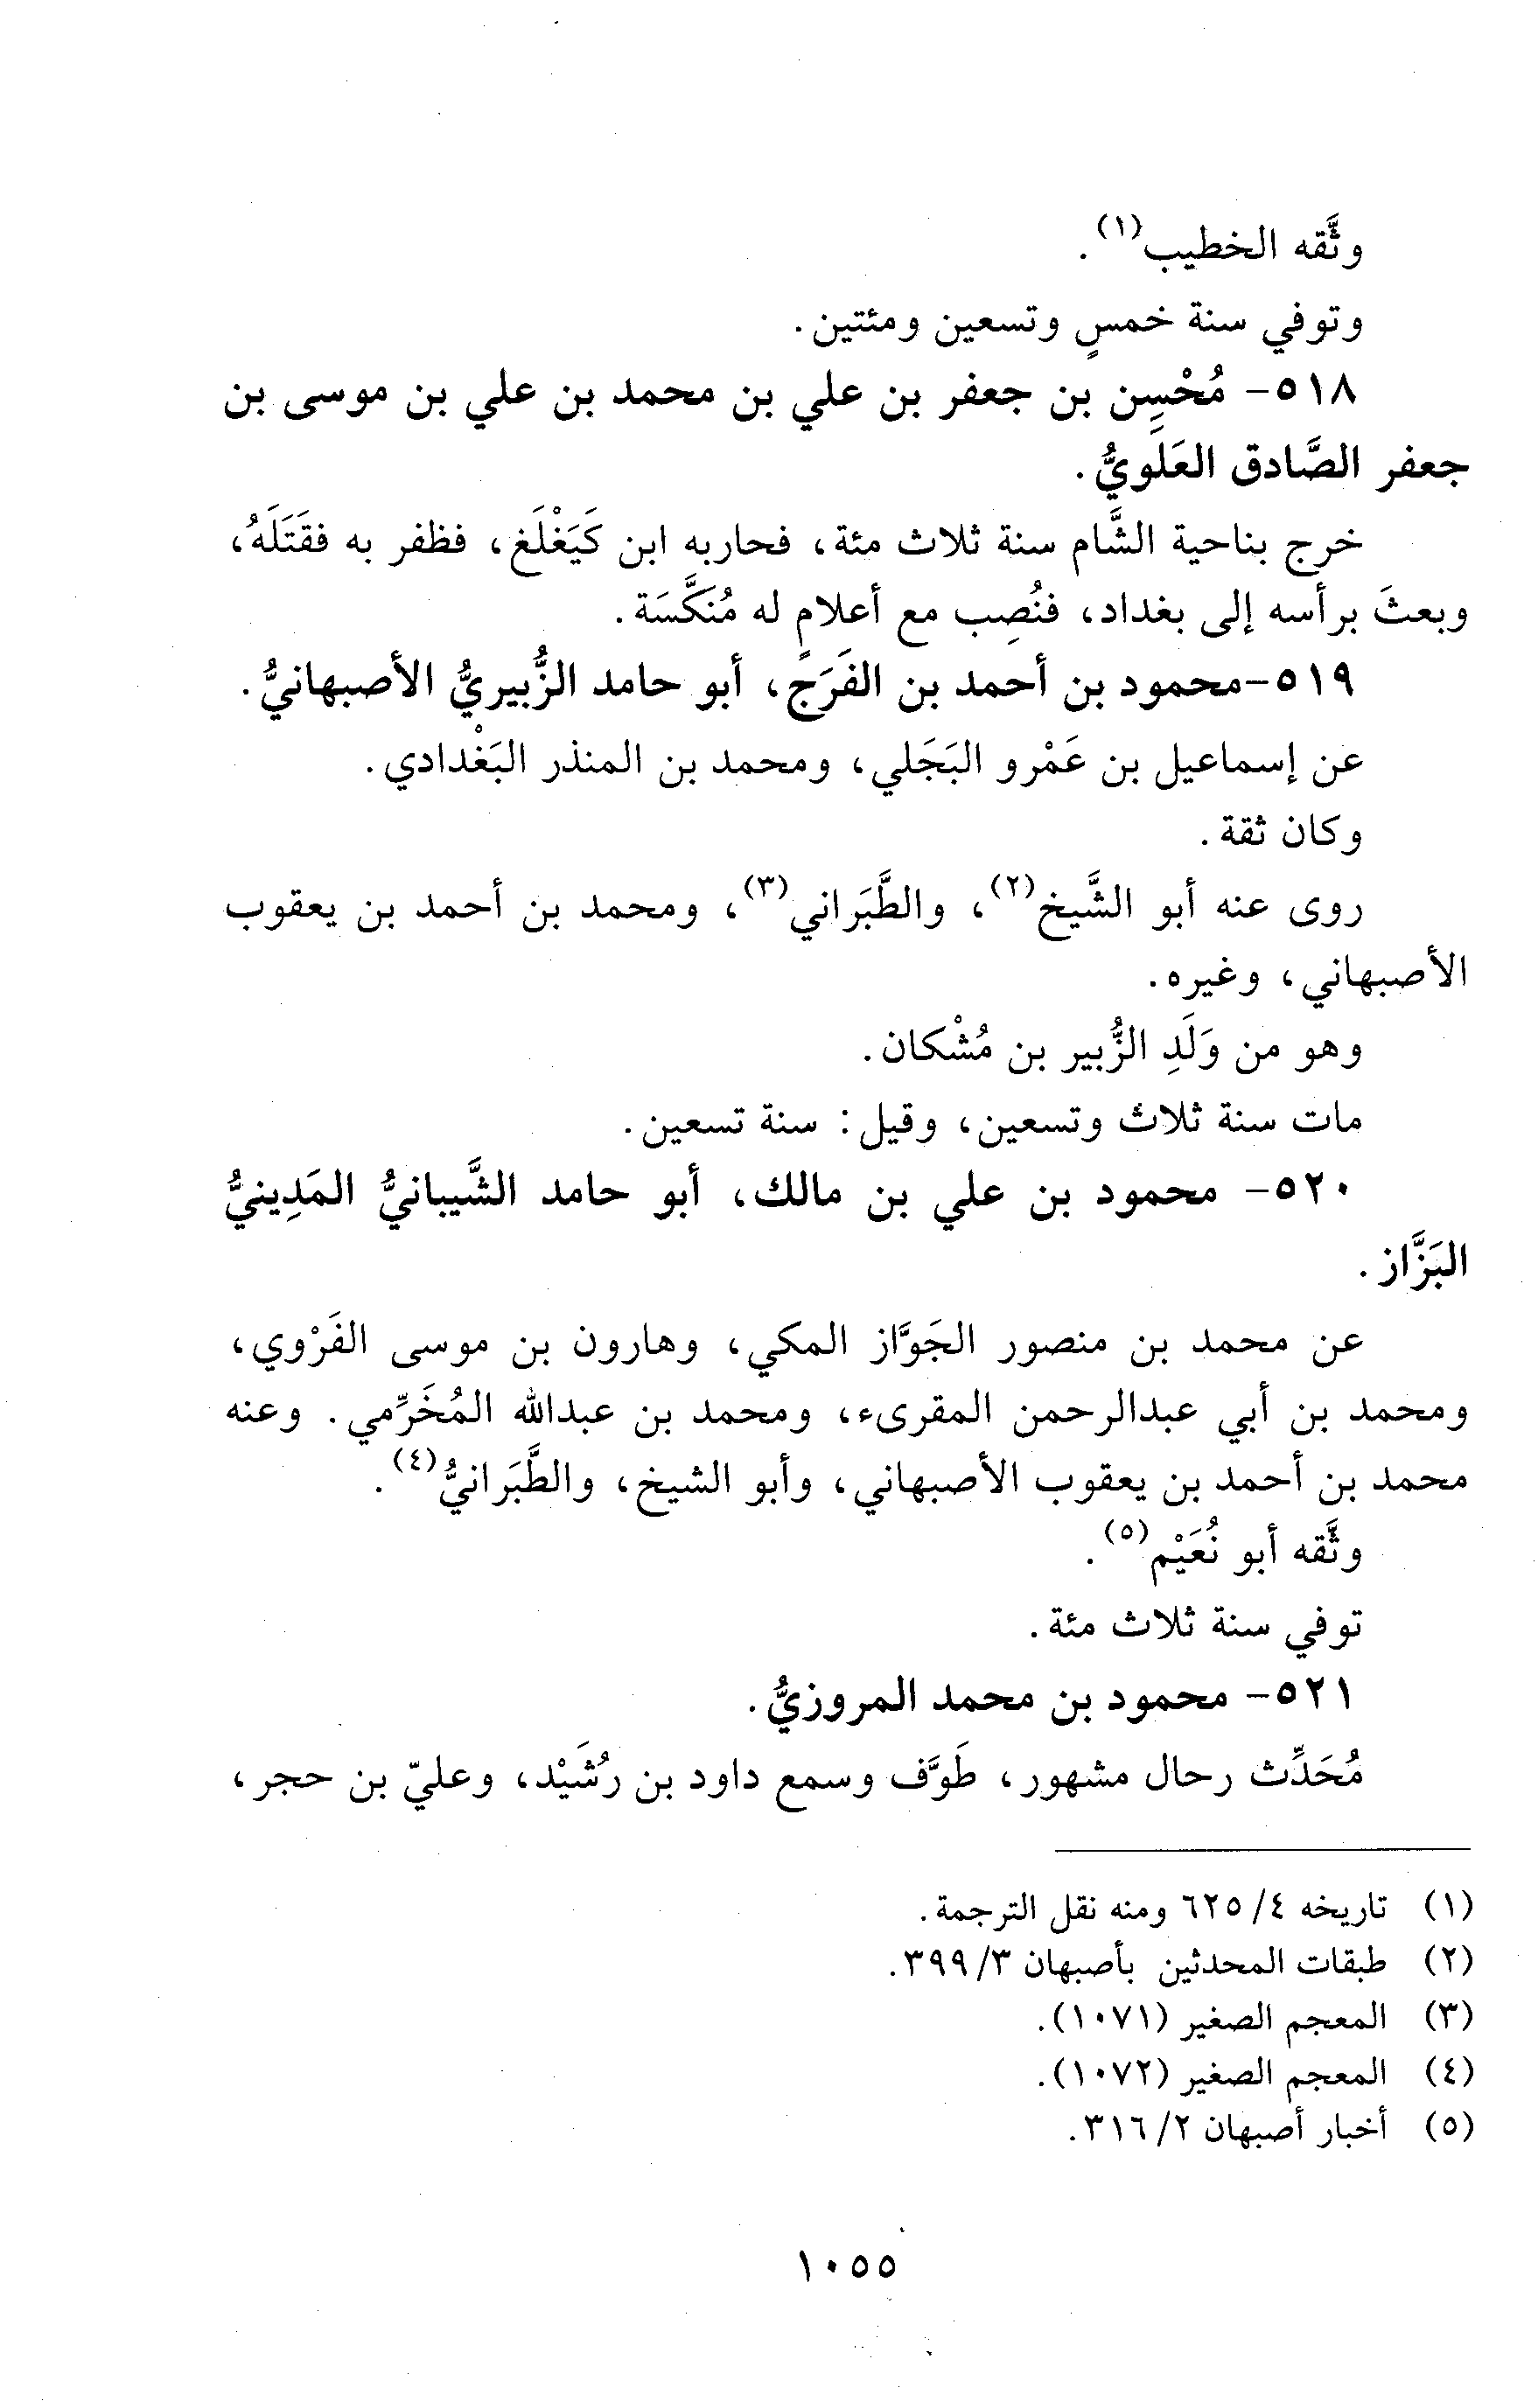 وثَّقه الخطيب(١).
وتوفي سنة خمسٍ وتسعين ومئتين.
٥١٨- مُحْسِن بن جعفر بن علي بن محمد بن علي بن موسى بن
جعفر الصَّادق العَلَويُّ.
خرج بناحية الشَّام سنة ثلاث مئة، فحاربه ابن كَيَغْلَغ، فظفر به فقَتَلَهُ،
وبعثَ برأسه إلى بغداد، فنُصِب مع أعلامٍ له مُنَكَّسَة.
٥١٩-محمود بن أحمد بن الفَرَج، أبو حامد الزُّبيريُّ الأصبهانيُّ.
عن إسماعيل بن عَمْرو البَجَلي، ومحمد بن المنذر البَغْدادي.
وكان ثقة.
روى عنه أبو الشَّيخ(٢)، والطَّبَراني(٣)، ومحمد بن أحمد بن يعقوب
الأصبهاني، وغيره.
وهو من وَلَدِ الزُّبير بن مُشْكان.
مات سنة ثلاث وتسعين، وقيل: سنة تسعين.
٥٢٠- محمود بن علي بن مالك، أبو حامد الشَّيبانيُّ المَدِينيُّ
البَزَّاز.
عن محمد بن منصور الجَوَّاز المكي، وهارون بن موسى الفَرْوي،
ومحمد بن أبي عبدالرحمن المقرىء، ومحمد بن عبدالله المُخَرِّمي. وعنه
محمد بن أحمد بن يعقوب الأصبهاني، وأبو الشيخ، والطَّبَرانيُّ(٤).
وثَّقه أبو نُعَيْم(٥).
توفي سنة ثلاث مئة.
٥٢١- محمود بن محمد المروزيُّ.
مُحَدِّث رحال مشهور، طَوَّف وسمع داود بن رُشَيْد، وعليّ بن حجر،
(١) تاريخه ٤/ ٦٢٥ ومنه نقل الترجمة.
(٢) طبقات المحدثين بأصبهان ٣/ ٣٩٩.
(٣) المعجم الصغير (١٠٧١).
(٤) المعجم الصغير (١٠٧٢).
(٥) أخبار أصبهان ٢/ ٣١٦.
١٠٥٥